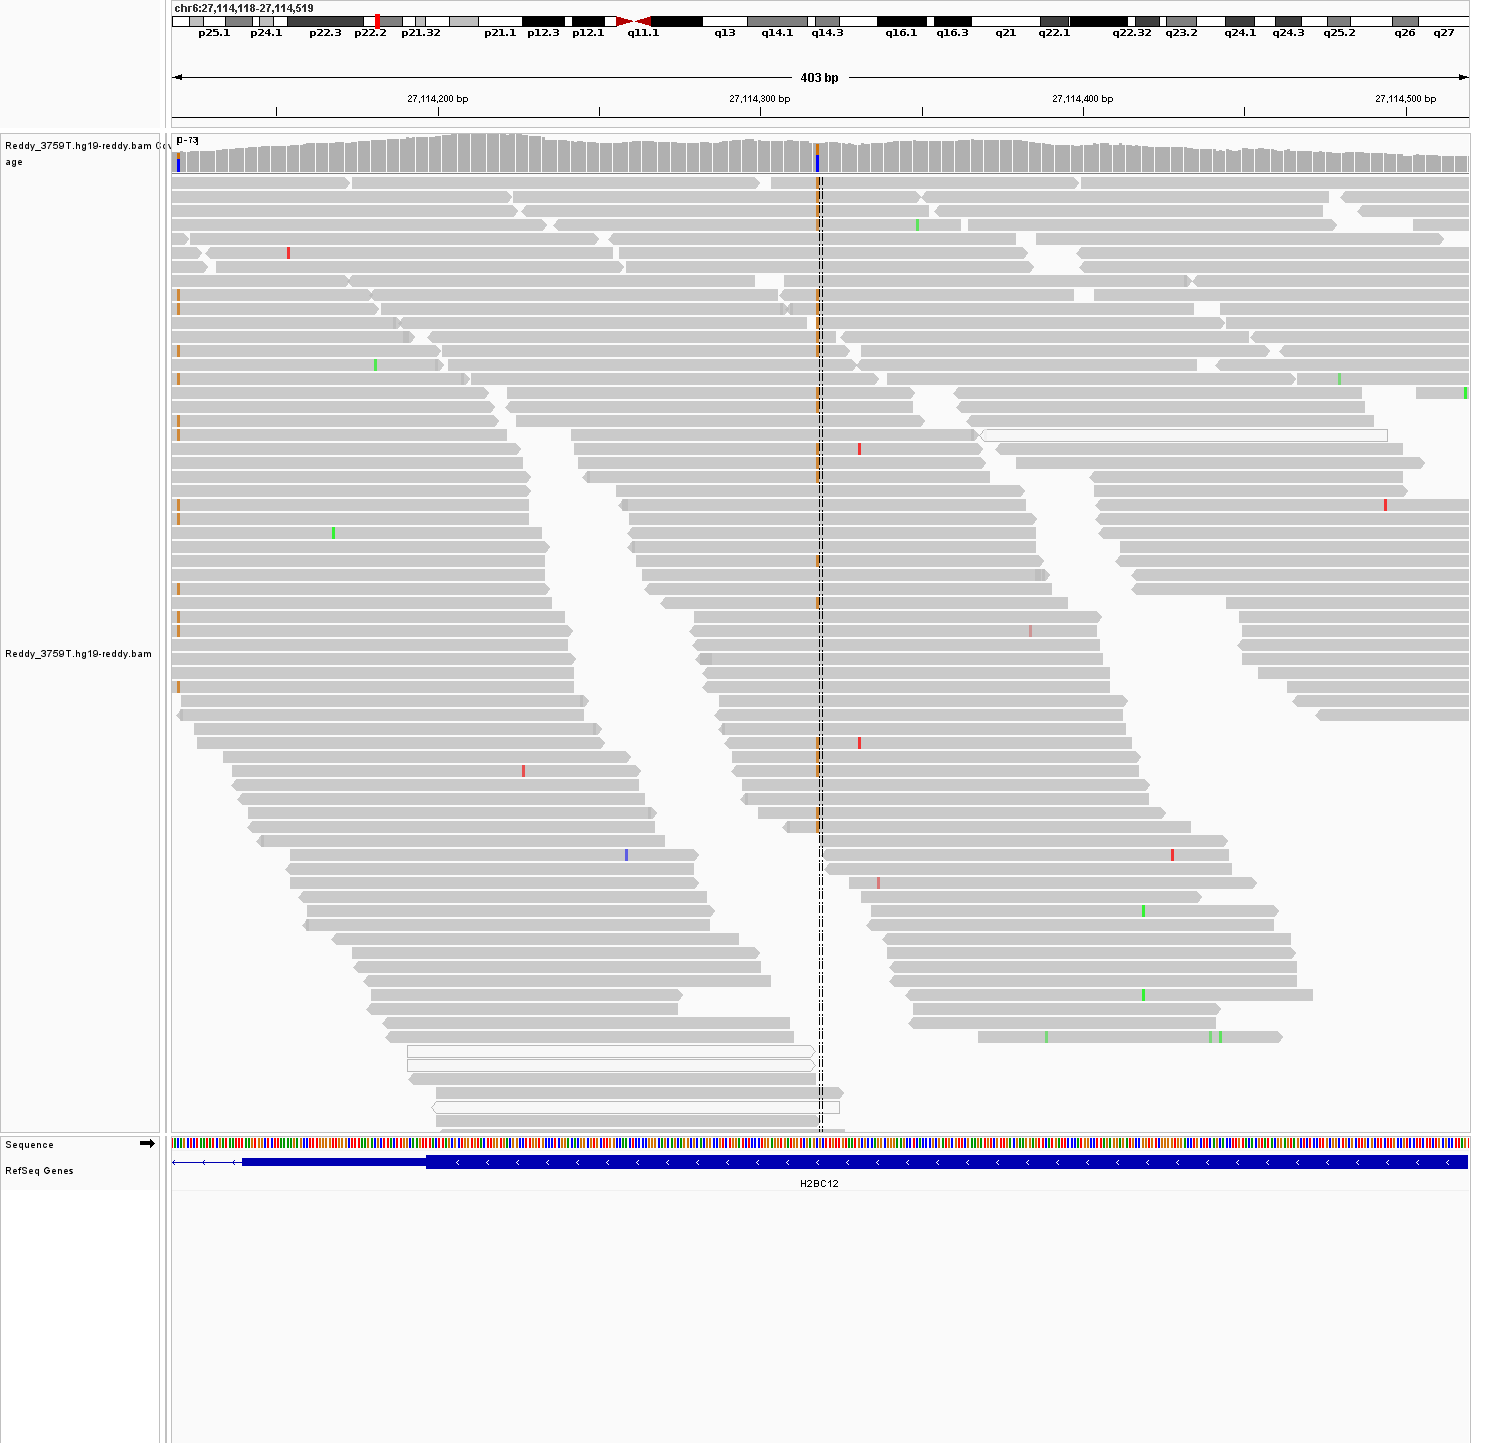 chr6:27,114,118-27,114,519
p25.1 p24.1 p22.3 p22.2 p21.32 p21.1 p12.3 p12.1 q11.1 q13 q14.1 q14.3 q16.1 q16.3 q21 q22.1 q22.32 q23.2 q24.1 q24.3 q25.2 q26 q27
403 bp
27,114,200 bp 27,114,300 bp 27,114,400 bp 27,114,500 bp
Reddy_3759T.hg19-reddy.bam Cov
age
[0-73]
Reddy_3759T.hg19-reddy.bam
Sequence
RefSeq Genes
H2BC12